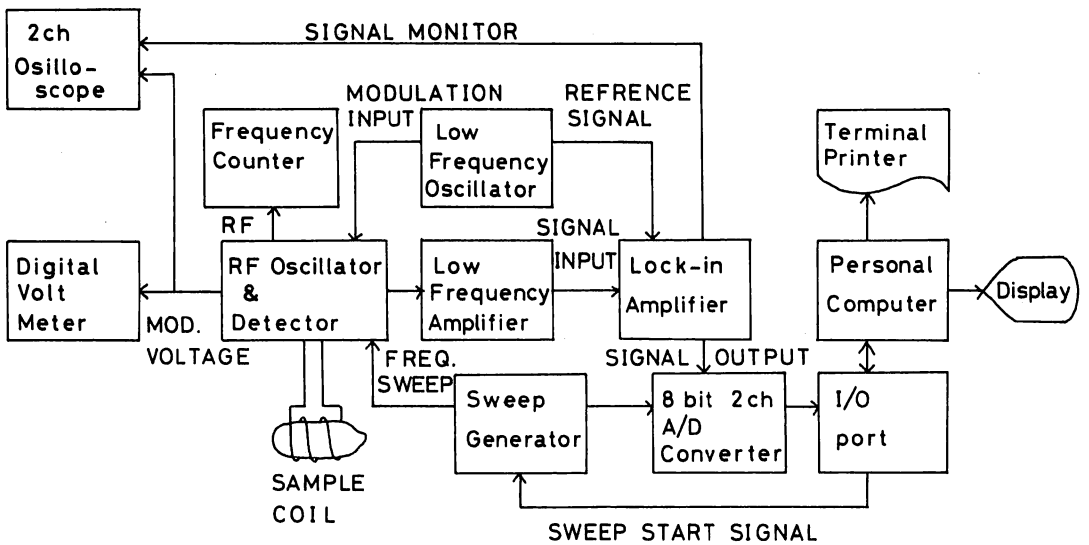 2ch
Osillo-
scope
SIGNAL MONITOR
MODULATION
INPUT
REFRENCE
SIGNAL
Frequency
Counter
Low
Frequency
Oscillator
Terminal
Printer
RF
SIGNAL
INPUT
Digital
Volt
Meter
RF Oscillator
&
Detector
Low
Frequency
Amplifier
Lock-in
Amplifier
Personal
Computer
Display
MOD.
VOLTAGE
FREQ.
SWEEP
SIGNAL OUTPUT
Sweep
Generator
8 bit 2ch
A/D
Converter
I/O
port
SAMPLE
COIL
SWEEP START SIGNAL